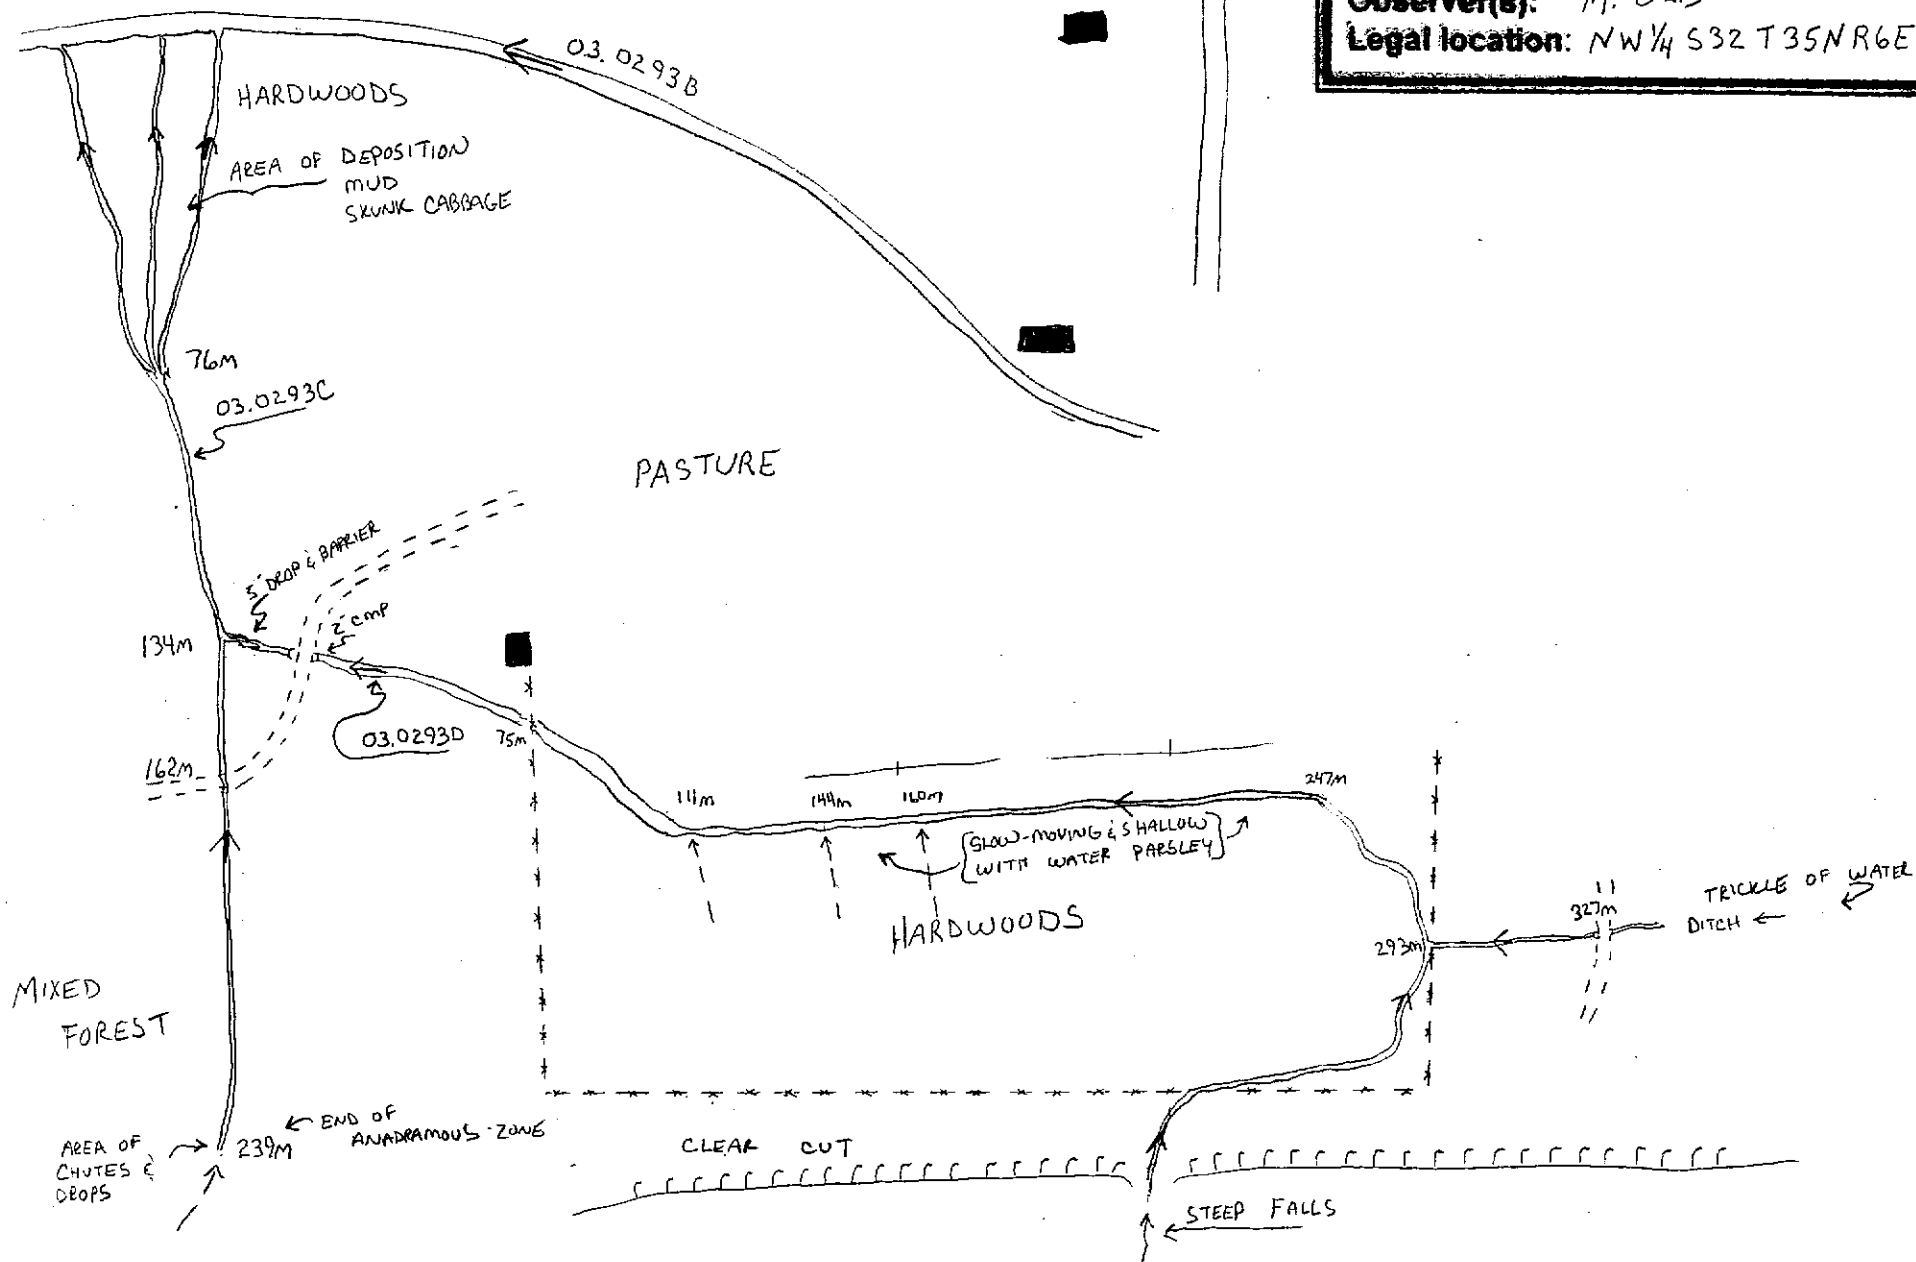 Observer(s): M.
Legal location: NW¼ S32 T35N R6E
03.0293B
HARDWOODS
AREA OF DEPOSITION
MUD
SKUNK CABBAGE
76m
03.0293C
PASTURE
5' DROP & BARRIER
2' CMP
134m
03.0293D
75m
162m
111m
144m
160m
247m
[SLOW-MOVING & SHALLOW
WITH WATER PARSLEY]
HARDWOODS
TRICKLE OF WATER
327m
DITCH
293m
MIXED
FOREST
END OF
ANADRAMOUS ZONE
239m
AREA OF
CHUTES &
DROPS
CLEAR CUT
STEEP FALLS